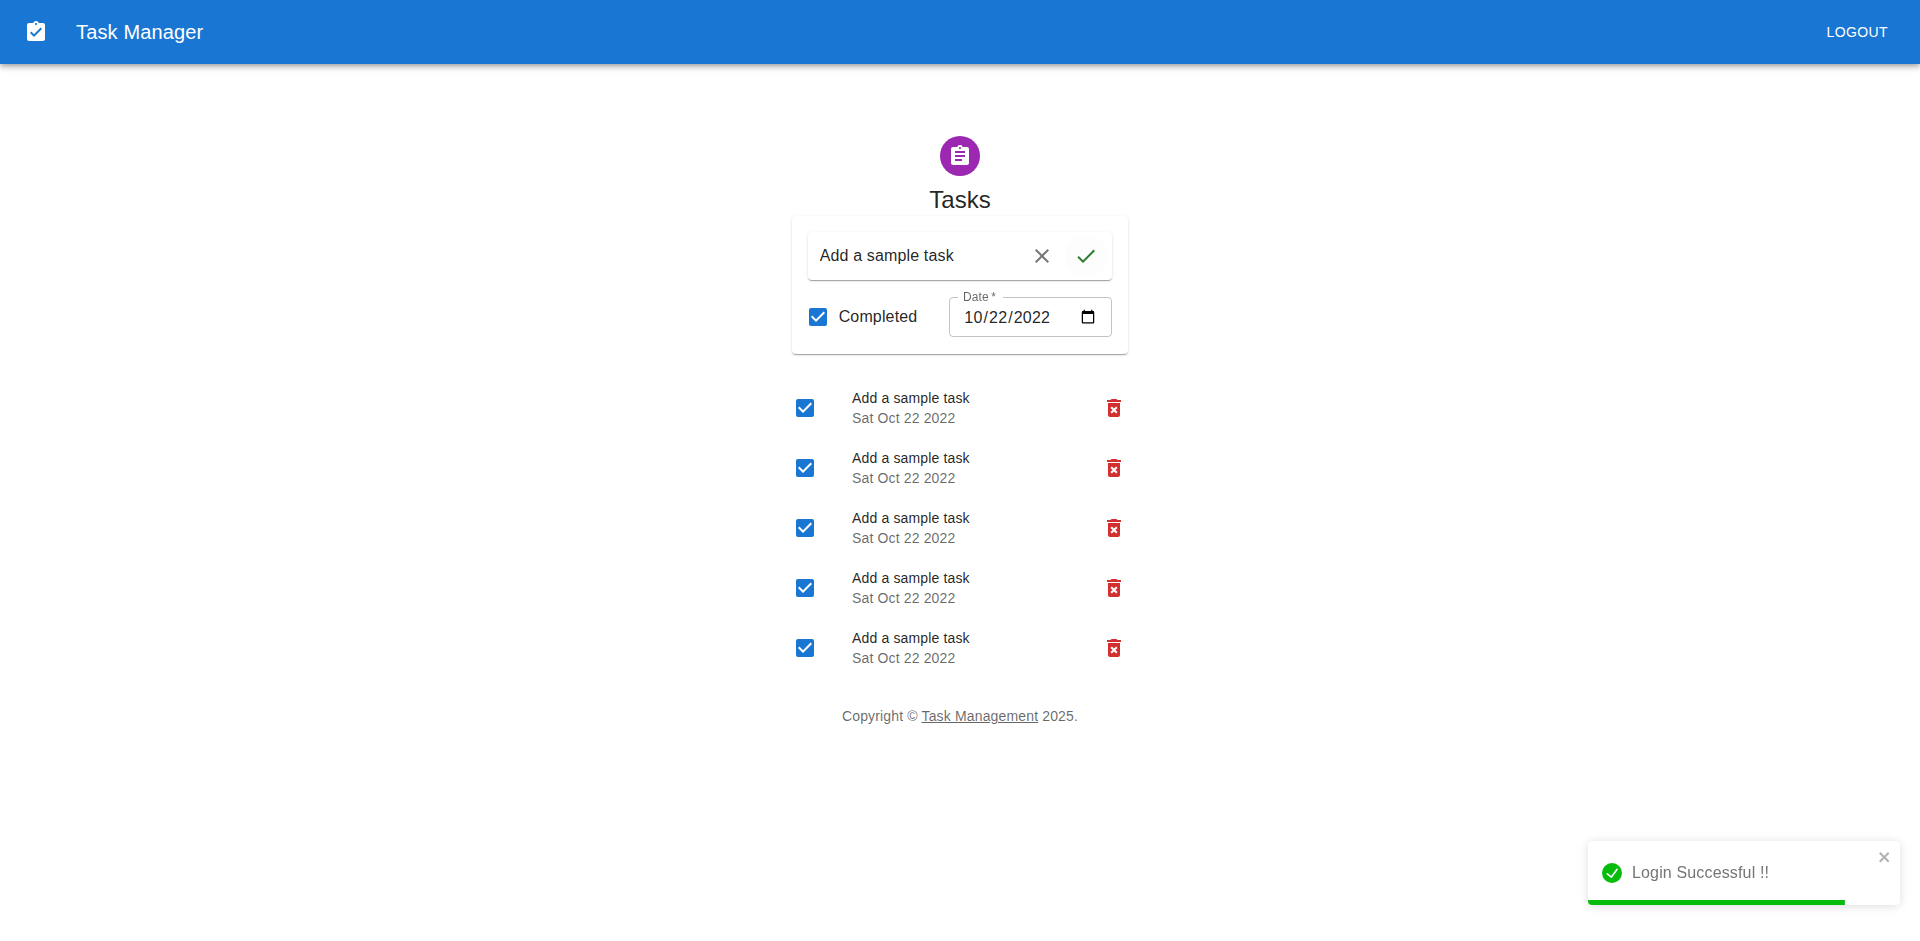 Task Manager
LOGOUT
Tasks
Add a sample task
Completed
Date *
10/22/2022
Add a sample task
Sat Oct 22 2022
Add a sample task
Sat Oct 22 2022
Add a sample task
Sat Oct 22 2022
Add a sample task
Sat Oct 22 2022
Add a sample task
Sat Oct 22 2022
Copyright © Task Management 2025.
Login Successful !!